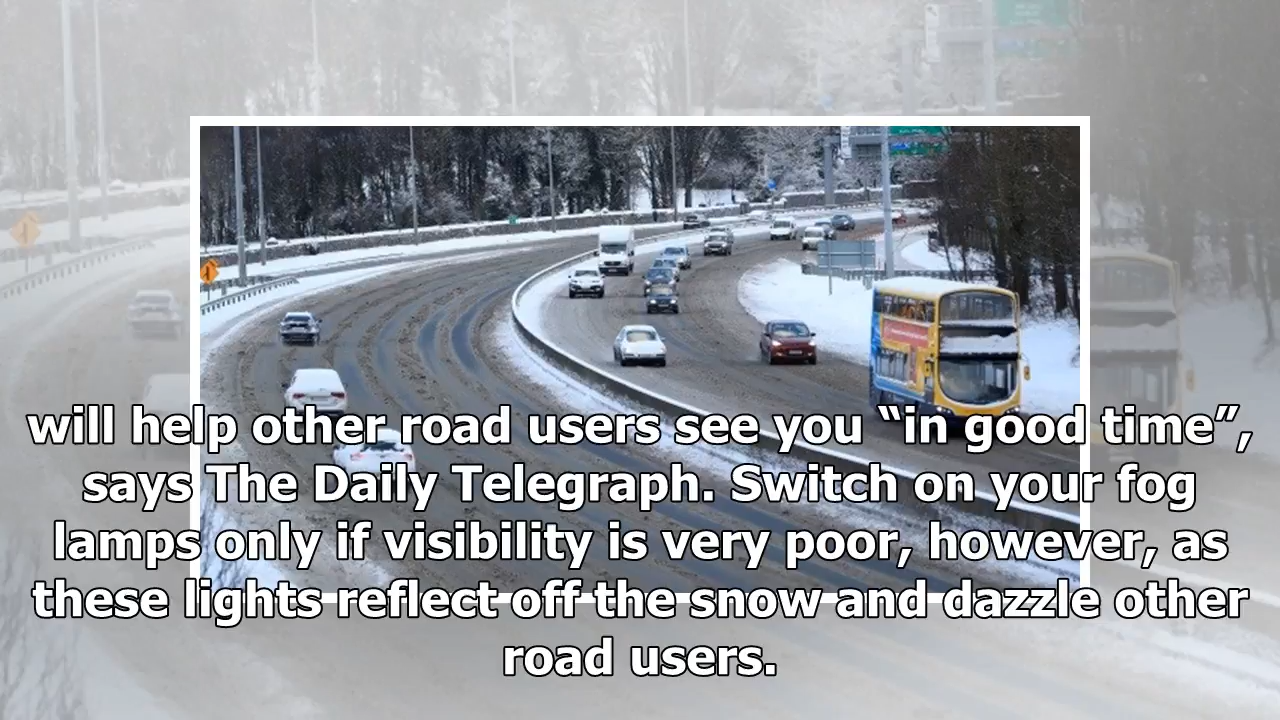 will help other road users see you “in good time”,
says The Daily Telegraph. Switch on your fog
lamps only if visibility is very poor, however, as
these lights reflect off the snow and dazzle other
road users.